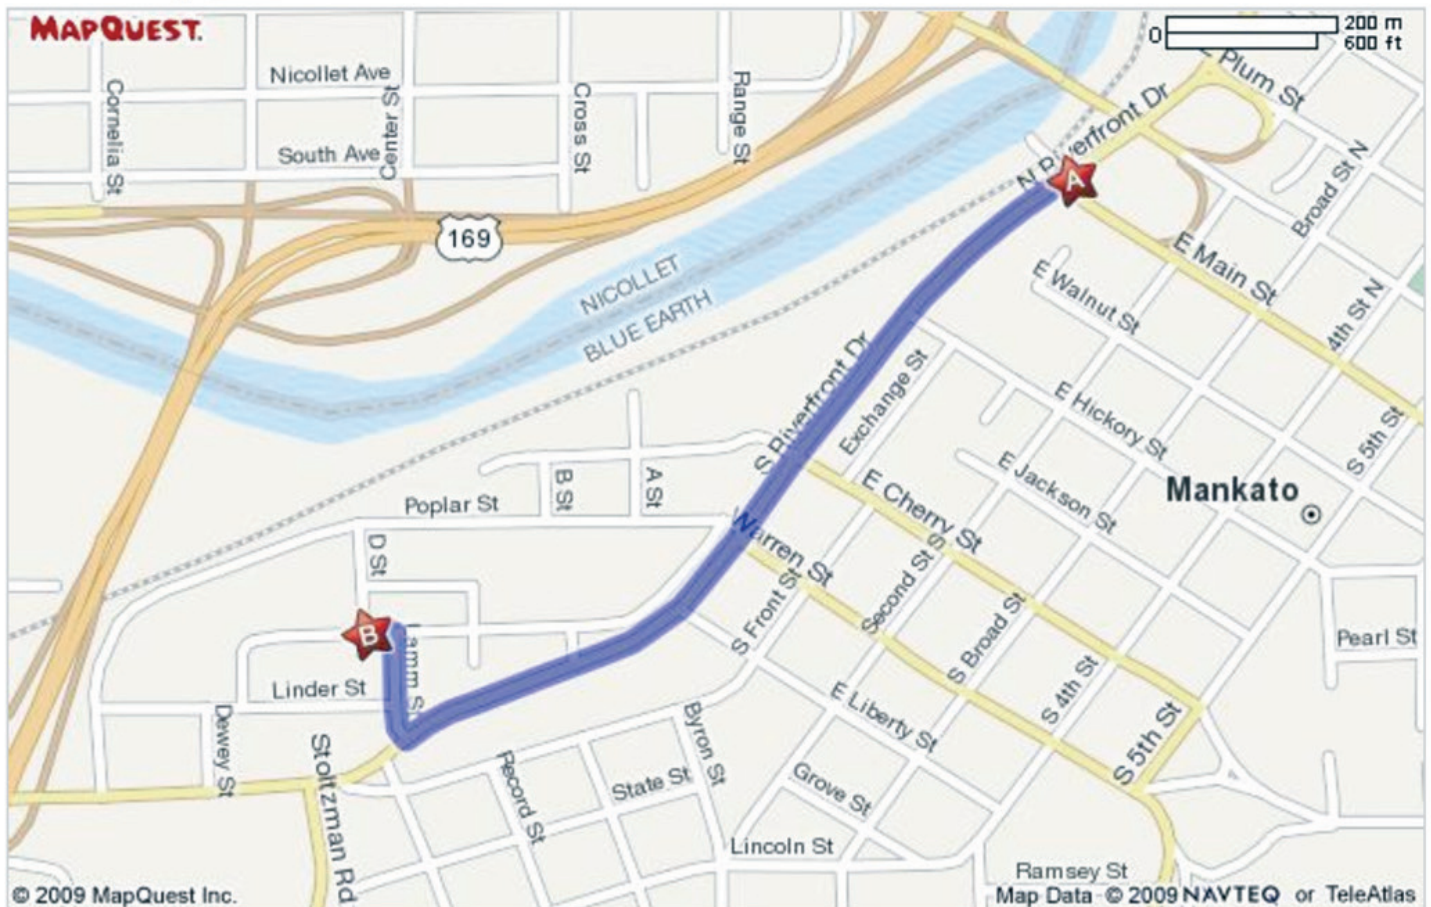 MAPQUEST.
0
200 m
600 ft
Nicollet Ave
Cornelia St
Center St
Cross St
Range St
South Ave
E Plum St
N Riverfront Dr
A
Broad St N
169
NICOLLET
BLUE EARTH
E Main St
E Walnut St
4th St N
S Riverfront Dr
Exchange St
E Hickory St
S 5th St
E Jackson St
Mankato
Poplar St
B St
A St
E Cherry St
Warren St
D St
Second St S
S Front St
S Broad St
B
Lamm St
Pearl St
Linder St
S 4th St
E Liberty St
Dewey St
Stoltzman Rd
Byron St
S 5th St
Record St
State St
Grove St
Lincoln St
Ramsey St
© 2009 MapQuest Inc.
Map Data © 2009 NAVTEQ or TeleAtlas